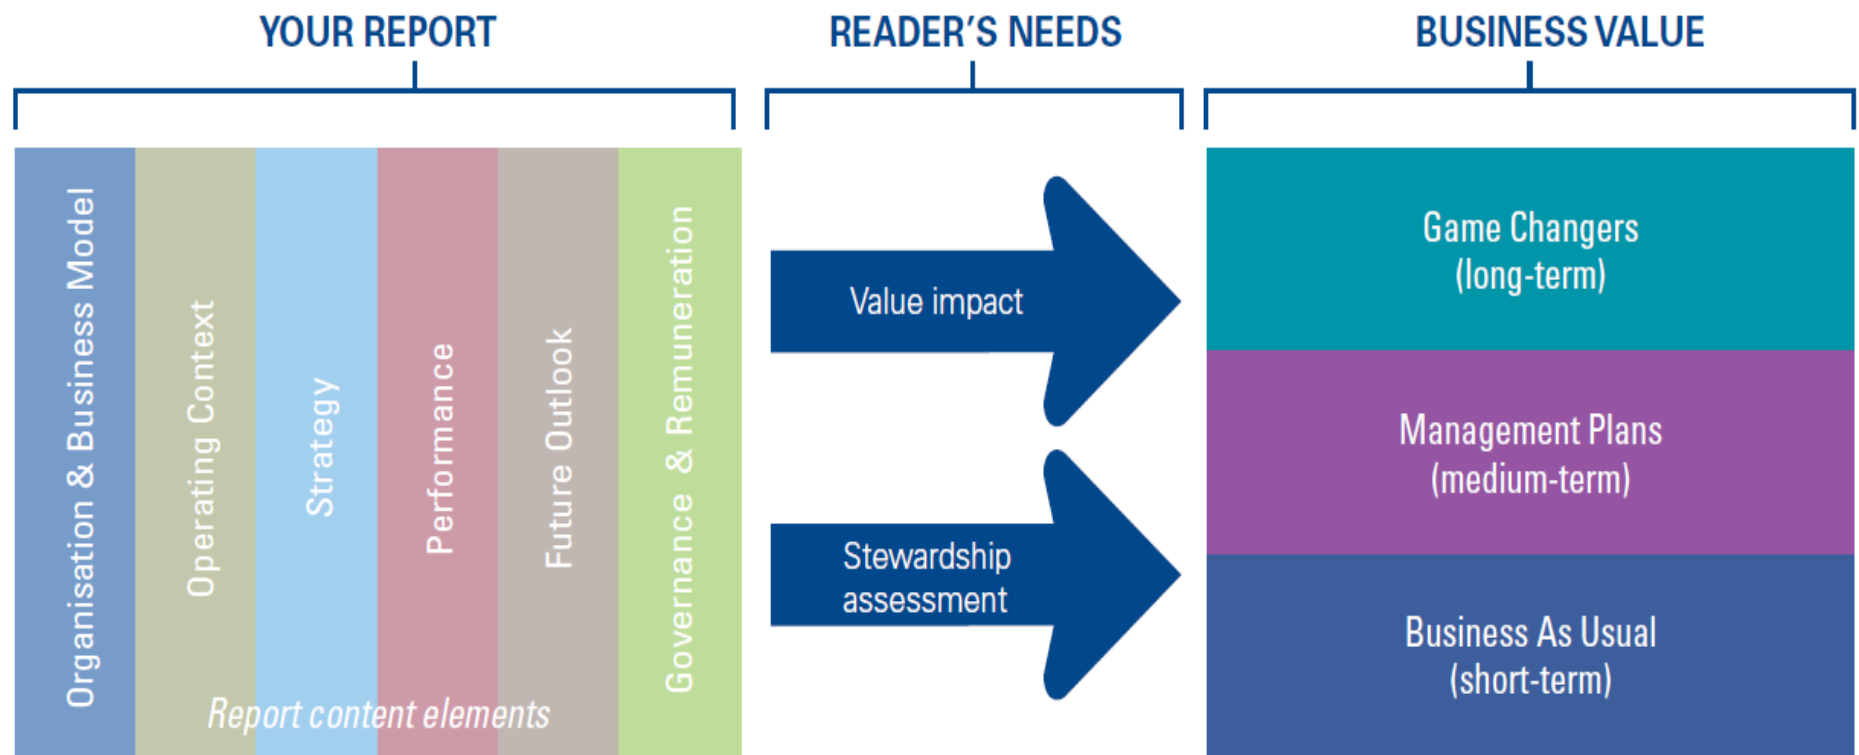 YOUR REPORT
READER'S NEEDS
BUSINESS VALUE
Organisation & Business Model
Operating Context
Strategy
Performance
Future Outlook
Governance & Remuneration
Report content elements
Value impact
Stewardship
assessment
Game Changers
(long-term)
Management Plans
(medium-term)
Business As Usual
(short-term)